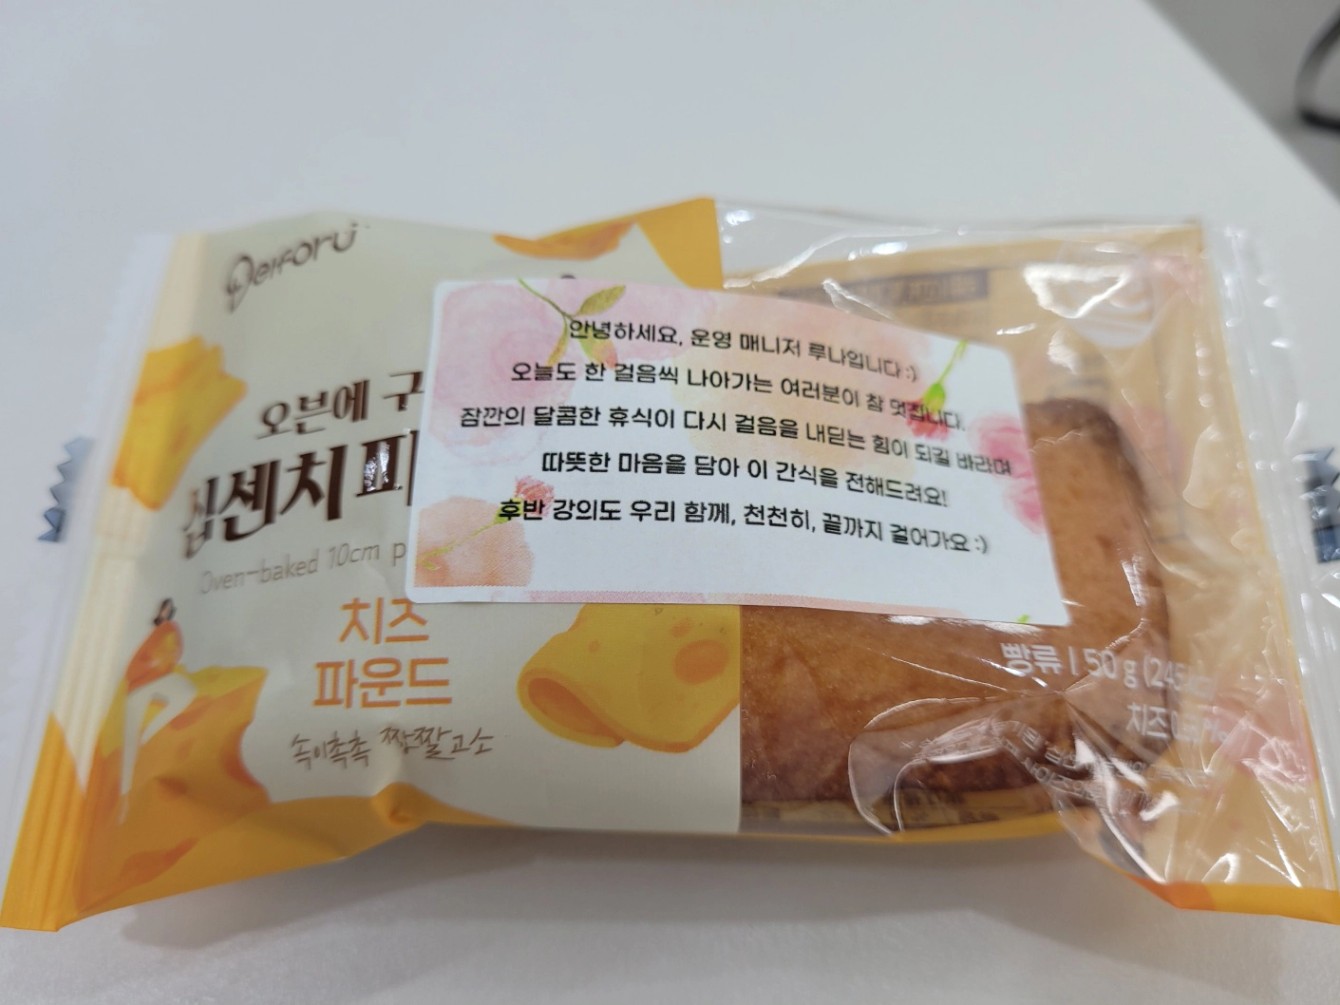 Delforu
오븐에 구
십센치 파
Oven-baked 10cm p
치즈
파운드
속이촉촉 짭짤고소
안녕하세요, 운영 매니저 루나입니다 :)
오늘도 한 걸음씩 나아가는 여러분이 참 멋집니다.
잠깐의 달콤한 휴식이 다시 걸음을 내딛는 힘이 되길 바라며
따뜻한 마음을 담아 이 간식을 전해드려요!
후반 강의도 우리 함께, 천천히, 끝까지 걸어가요 :)
빵류 | 50 g (245
치즈